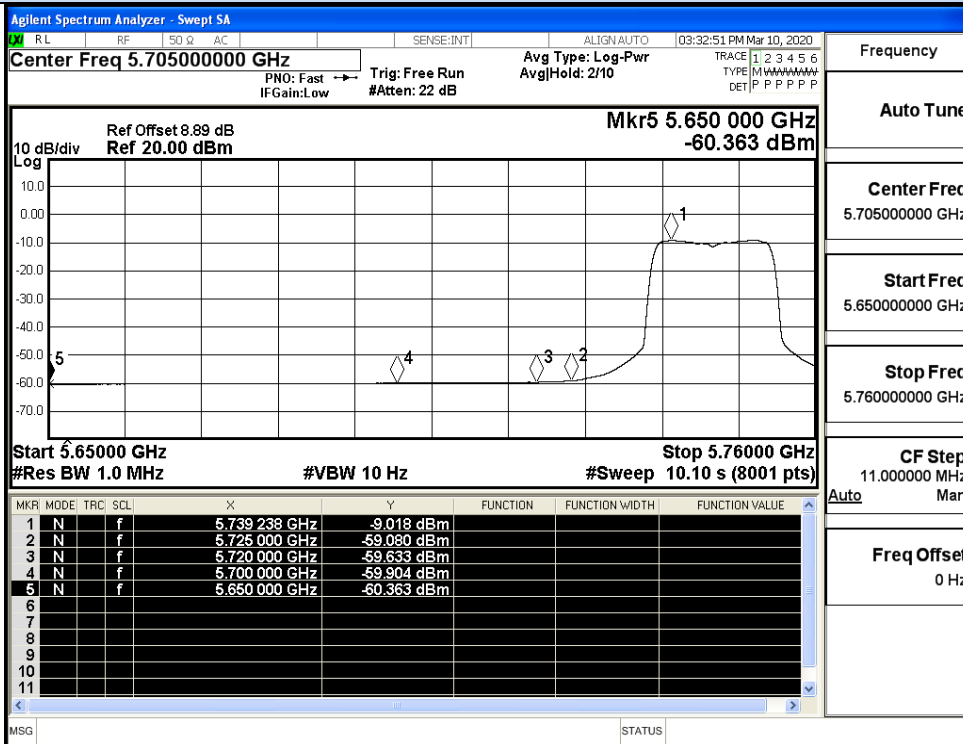 Agilent Spectrum Analyzer - Swept SA
LXI RL RF 50 Ω AC SENSE:INT ALIGNAUTO 03:32:51 PM Mar 10, 2020
Center Freq 5.705000000 GHz
PNO: Fast
IFGain:Low
Trig: Free Run
#Atten: 22 dB
Avg Type: Log-Pwr
Avg|Hold: 2/10
TRACE 1 2 3 4 5 6
TYPE M W W W W W
DET P P P P P P
Mkr5 5.650 000 GHz
-60.363 dBm
Ref Offset 8.89 dB
10 dB/div Ref 20.00 dBm
Log
10.0
0.00
-10.0
-20.0
-30.0
-40.0
-50.0
-60.0
-70.0
1
2
3
4
5
Start 5.65000 GHz Stop 5.76000 GHz
#Res BW 1.0 MHz #VBW 10 Hz #Sweep 10.10 s (8001 pts)
MKR MODE TRC SCL X Y FUNCTION FUNCTION WIDTH FUNCTION VALUE
1 N f 5.739 238 GHz -9.018 dBm
2 N f 5.725 000 GHz -59.080 dBm
3 N f 5.720 000 GHz -59.633 dBm
4 N f 5.700 000 GHz -59.904 dBm
5 N f 5.650 000 GHz -60.363 dBm
6
7
8
9
10
11
MSG STATUS
Frequency
Auto Tune
Center Freq
5.705000000 GHz
Start Freq
5.650000000 GHz
Stop Freq
5.760000000 GHz
CF Step
11.000000 MHz
Auto Man
Freq Offset
0 Hz